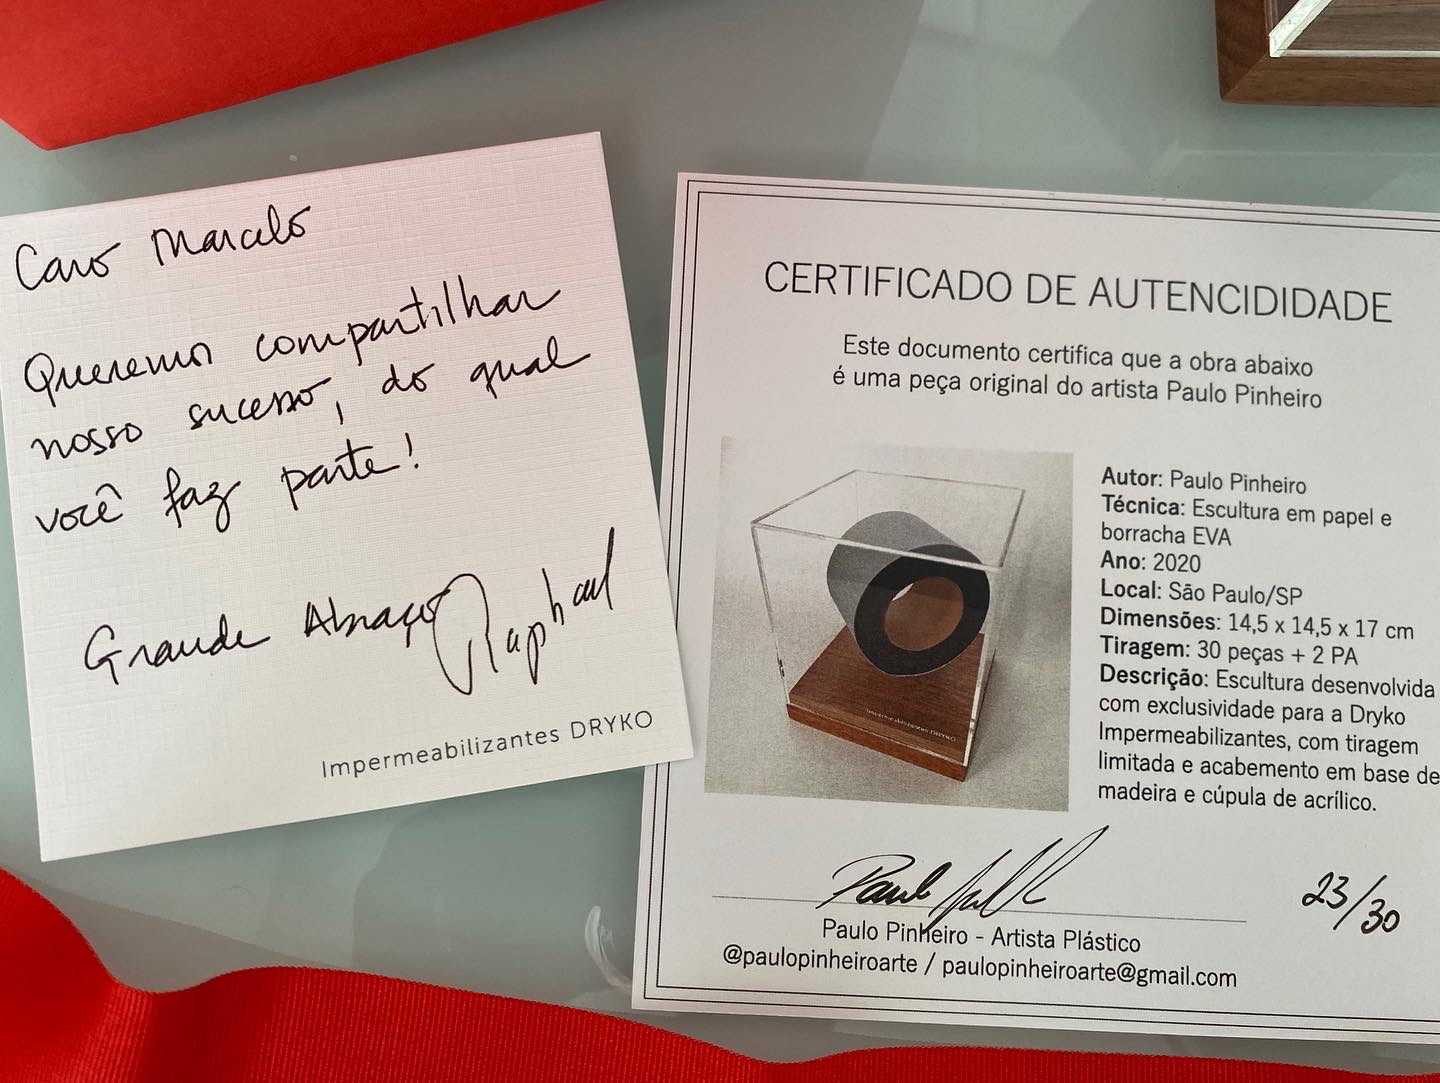 Caro Marcelo
Queremos compartilhar
nosso sucesso, do qual
você faz parte!
Grande Abraço
Raphael
Impermeabilizantes DRYKO
CERTIFICADO DE AUTENCIDIDADE
Este documento certifica que a obra abaixo
é uma peça original do artista Paulo Pinheiro
Impermeabilizantes DRYKO
Autor: Paulo Pinheiro
Técnica: Escultura em papel e
borracha EVA
Ano: 2020
Local: São Paulo/SP
Dimensões: 14,5 x 14,5 x 17 cm
Tiragem: 30 peças + 2 PA
Descrição: Escultura desenvolvida
com exclusividade para a Dryko
Impermeabilizantes, com tiragem
limitada e acabemento em base de
madeira e cúpula de acrílico.
23/30
Paulo Pinheiro - Artista Plástico
@paulopinheiroarte / paulopinheiroarte@gmail.com